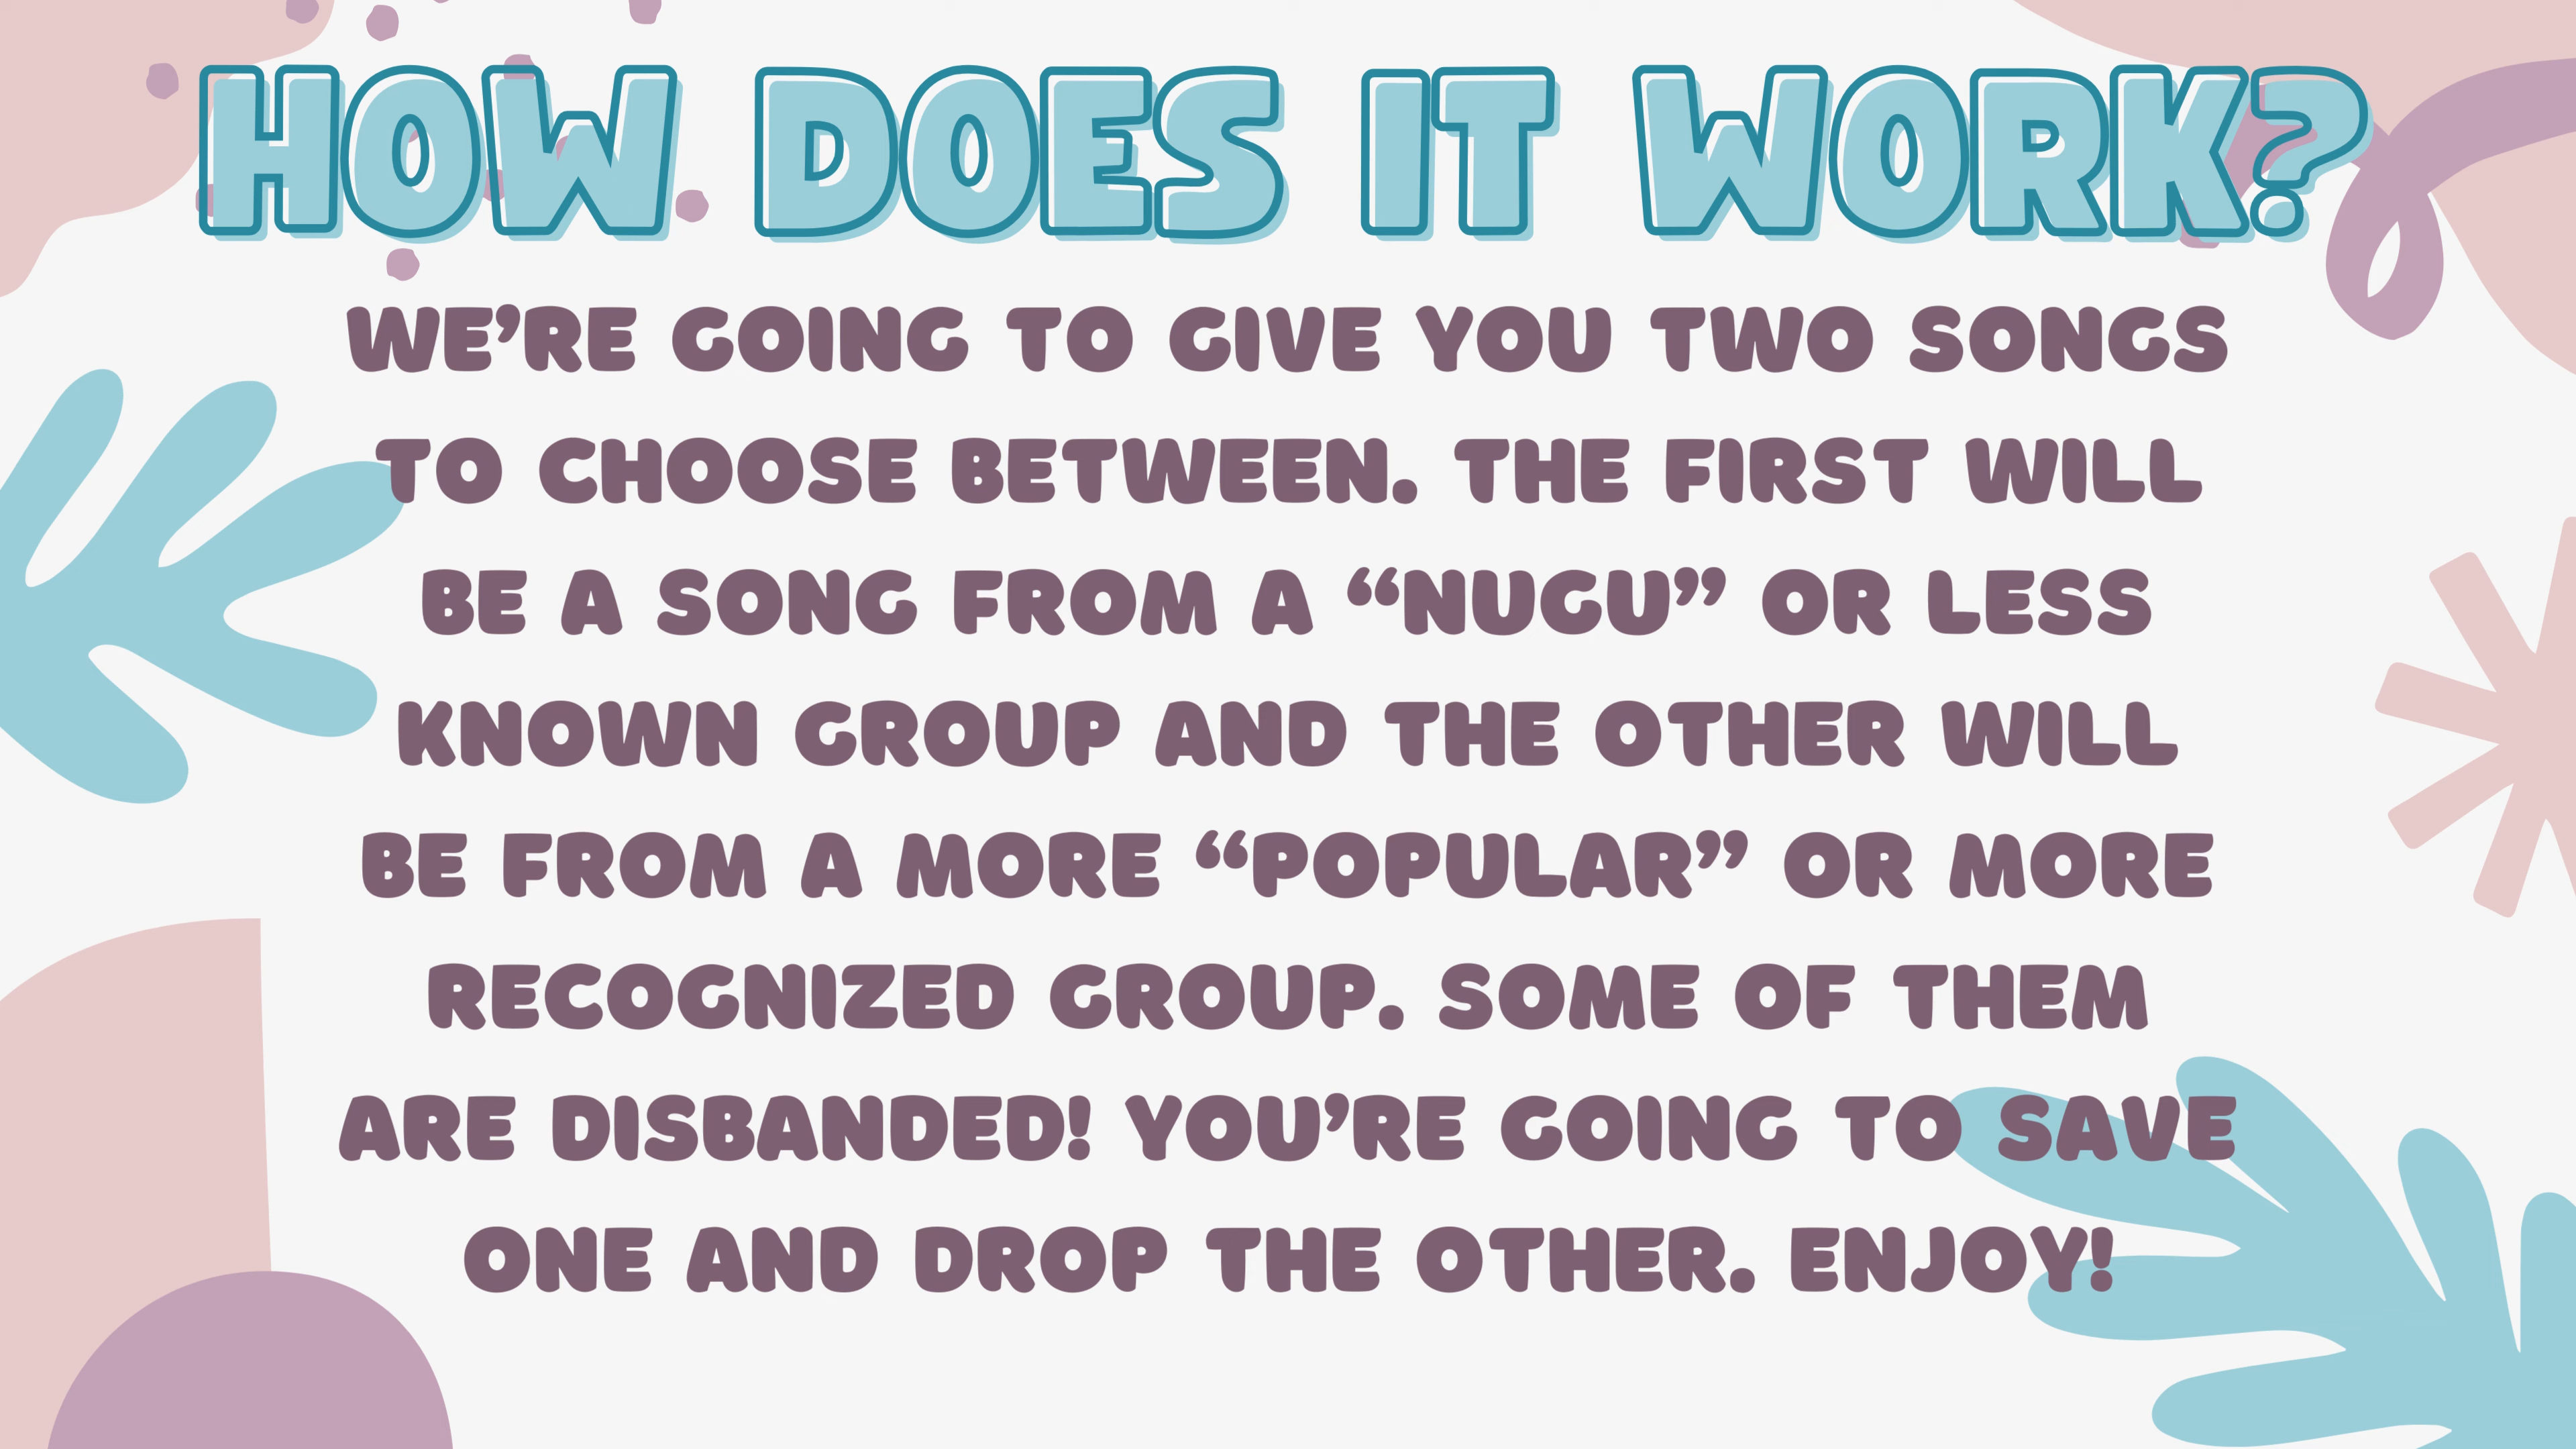 HOW DOES IT WORK?
WE’RE GOING TO GIVE YOU TWO SONGS
TO CHOOSE BETWEEN. THE FIRST WILL
BE A SONG FROM A “NUGU” OR LESS
KNOWN GROUP AND THE OTHER WILL
BE FROM A MORE “POPULAR” OR MORE
RECOGNIZED GROUP. SOME OF THEM
ARE DISBANDED! YOU’RE GOING TO SAVE
ONE AND DROP THE OTHER. ENJOY!